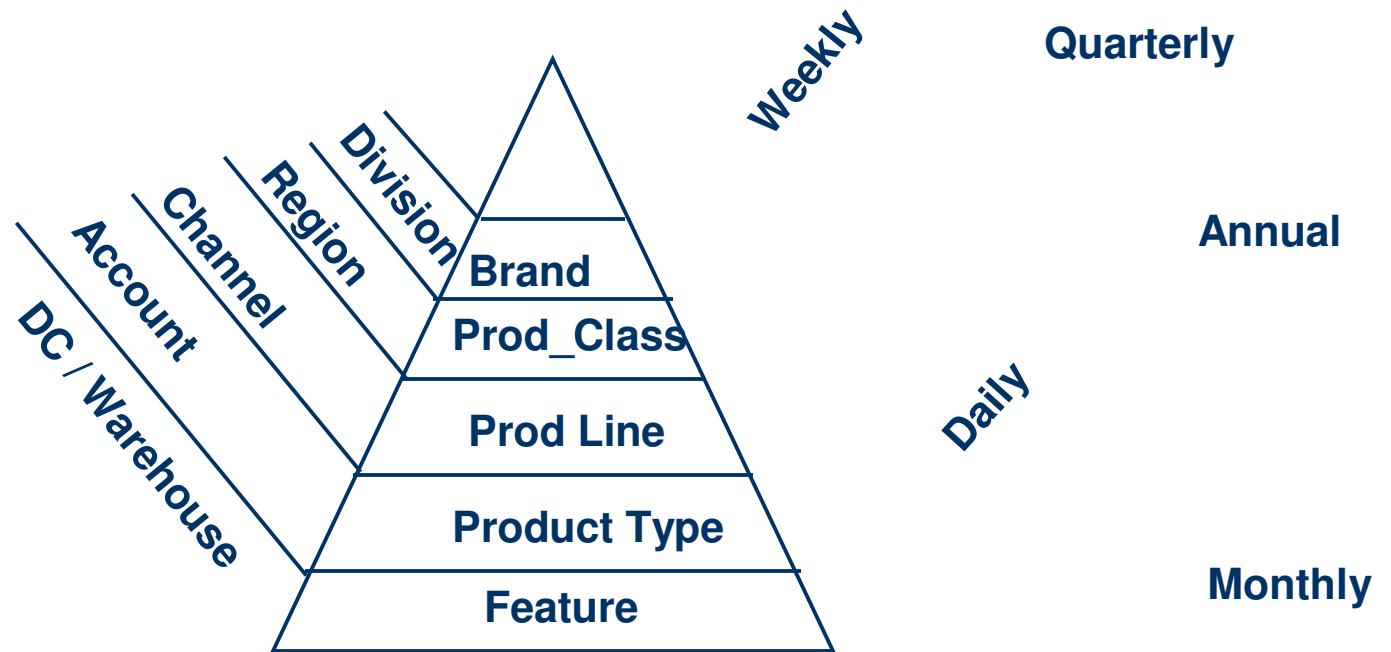 Weekly
Quarterly
Division
Region
Channel
Account
DC / Warehouse
Annual
Brand
Prod_Class
Daily
Prod Line
Product Type
Monthly
Feature